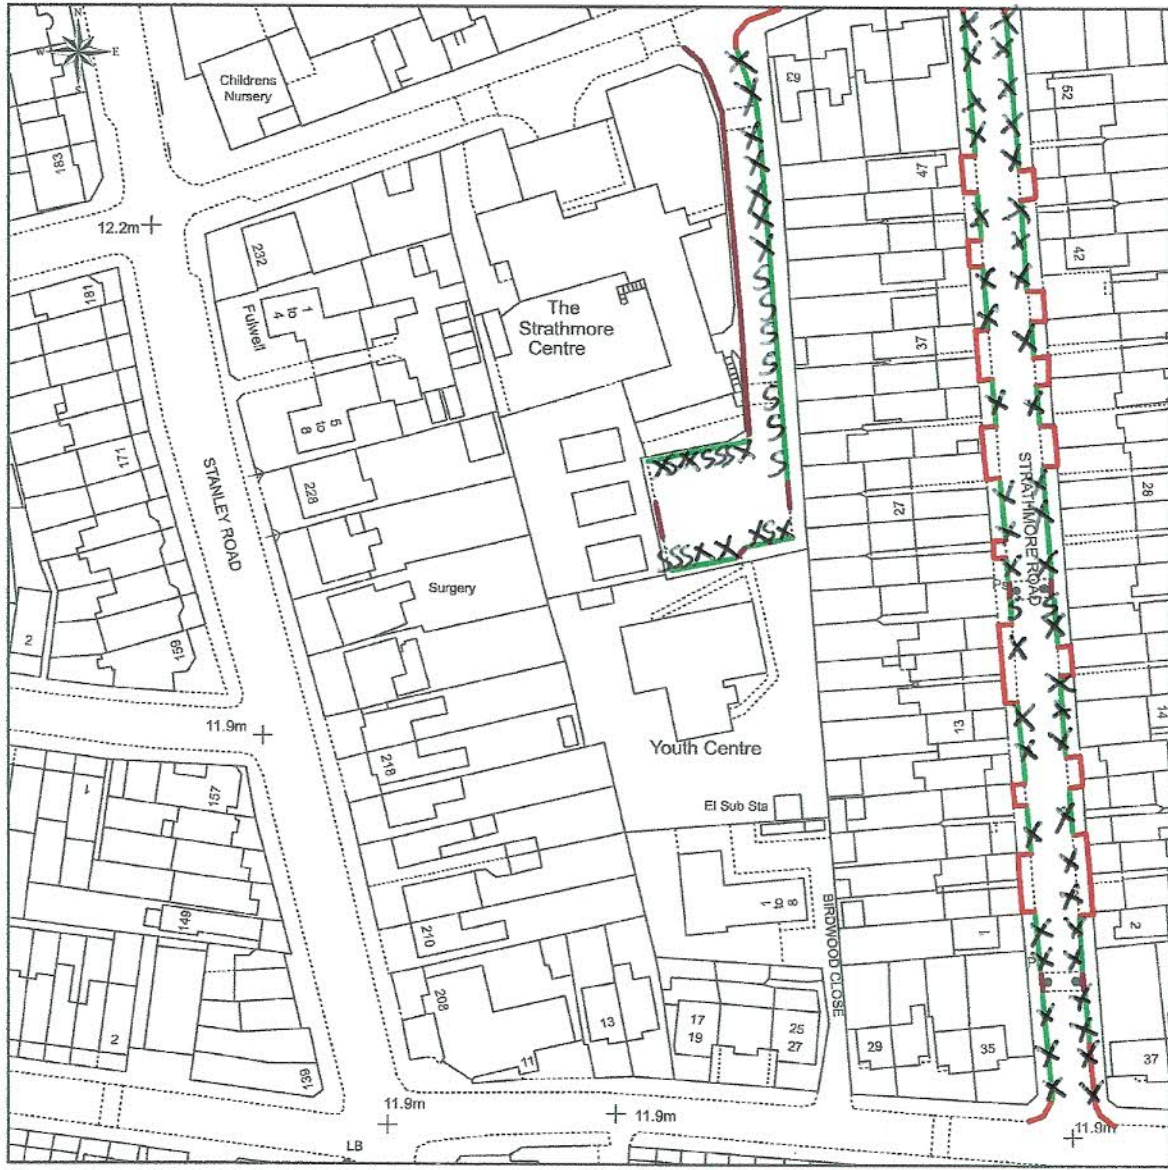 N
W E
S
Childrens
Nursery
63
52
183
47
12.2m
232
42
181
1
to
4
Fulwell
The
Strathmore
Centre
37
5
to
8
171
STANLEY ROAD
228
STRATHMORE ROAD
28
27
Surgery
2
159
11.9m
13
14
218
Youth Centre
157
1
El Sub Sta
1
to
8
BIRDWOOD CLOSE
149
210
1
2
208
13
17
19
25
27
29
35
37
2
11
139
11.9m
11.9m
11.9m
LB
X X X X X X S S S S S S S
X S X X S S S X
S S S X X X S X